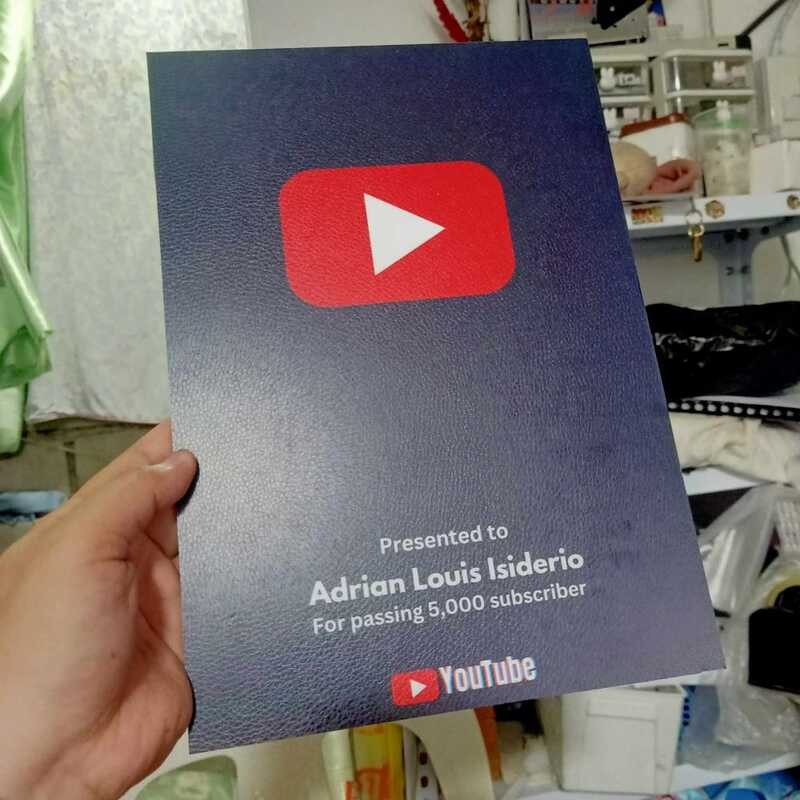 Presented to
Adrian Louis Isiderio
For passing 5,000 subscriber
YouTube